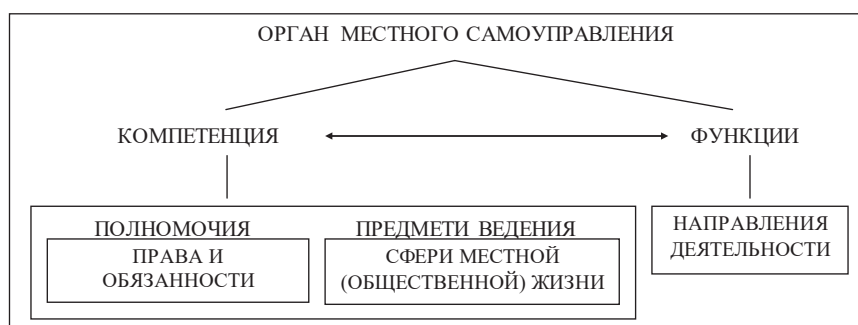 ОРГАН МЕСТНОГО САМОУПРАВЛЕНИЯ
КОМПЕТЕНЦИЯ
ФУНКЦИИ
ПОЛНОМОЧИЯ
ПРАВА И
ОБЯЗАННОСТИ
ПРЕДМЕТИ ВЕДЕНИЯ
СФЕРИ МЕСТНОЙ
(ОБЩЕСТВЕННОЙ) ЖИЗНИ
НАПРАВЛЕНИЯ
ДЕЯТЕЛЬНОСТИ